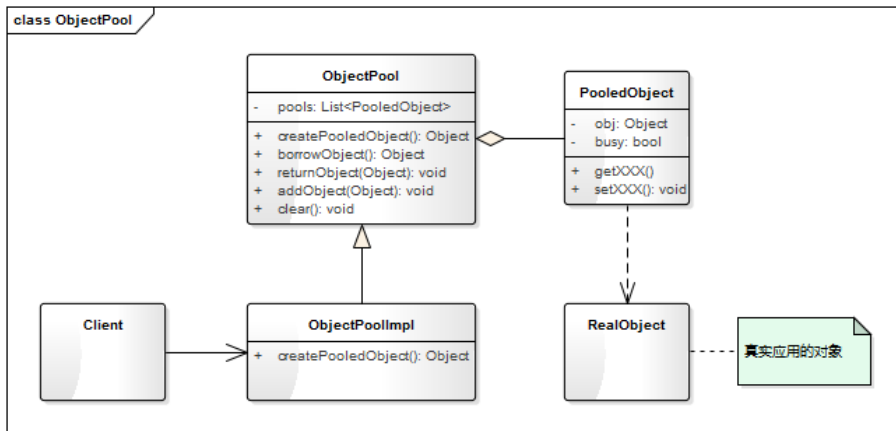 class ObjectPool
ObjectPool
- pools: List<PooledObject>
+ createPooledObject(): Object
+ borrowObject(): Object
+ returnObject(Object): void
+ addObject(Object): void
+ clear(): void
PooledObject
- obj: Object
- busy: bool
+ getXXX()
+ setXXX(): void
Client
ObjectPoolImpl
+ createPooledObject(): Object
RealObject
真实应用的对象